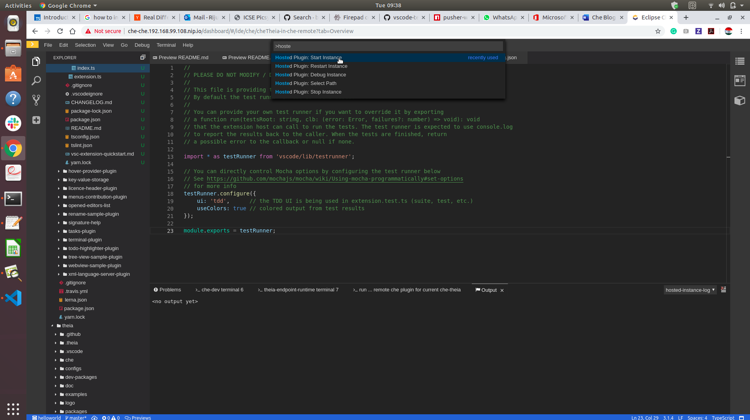 Activities
Tue 09:38
Introduc
how to in
Real Diff
Mail - Rij
ICSE Pic
Search -
Firepad
vscode-l
pusher-
WhatsA
Microsof
Che Blog
Eclipse C
Not secure | che-che.192.168.99.108.nip.io/dashboard/#/ide/che/cheTheia-in-che-remote?tab=Overview
File Edit Selection View Go Debug Terminal Help
>hoste
Hosted Plugin: Start Instance recently used
Hosted Plugin: Restart Instance
Hosted Plugin: Debug Instance
Hosted Plugin: Select Path
Hosted Plugin: Stop Instance
EXPLORER
index.ts
extension.ts
.gitignore
.vscodeignore
CHANGELOG.md
package-lock.json
package.json
README.md
tsconfig.json
tslint.json
vsc-extension-quickstart.md
yarn.lock
hover-provider-plugin
key-value-storage
licence-header-plugin
menus-contribution-plugin
opened-editors-list
rename-sample-plugin
signature-help
tasks-plugin
terminal-plugin
todo-highlighter-plugin
tree-view-sample-plugin
webview-sample-plugin
xml-language-server-plugin
.gitignore
.travis.yml
lerna.json
package.json
yarn.lock
theia
.github
.theia
.vscode
che
configs
dev-packages
doc
examples
logo
packages
Preview README.md
Preview README
.json
1 //
2 // PLEASE DO NOT MODIFY /
3 //
4 // This file is providing
5 // By default the test run
6 //
7 // You can provide your own test runner if you want to override it by exporting
8 // a function run(testRoot: string, clb: (error: Error, failures?: number) => void): void
9 // that the extension host can call to run the tests. The test runner is expected to use console.log
10 // to report the results back to the caller. When the tests are finished, return
11 // a possible error to the callback or null if none.
12
13 import * as testRunner from 'vscode/lib/testrunner';
14
15 // You can directly control Mocha options by configuring the test runner below
16 // See https://github.com/mochajs/mocha/wiki/Using-mocha-programmatically#set-options
17 // for more info
18 testRunner.configure({
19 ui: 'tdd', // the TDD UI is being used in extension.test.ts (suite, test, etc.)
20 useColors: true // colored output from test results
21 });
22
23 module.exports = testRunner;
Problems
>_ che-dev terminal 6
>_ theia-endpoint-runtime terminal 7
>_ run ... remote che plugin for current che-theia
Output ×
hosted-instance-log
<no output yet>
helloworld
master*
0 0
Previews
Ln 23, Col 29
3.1.4
LF
Spaces: 4
TypeScript